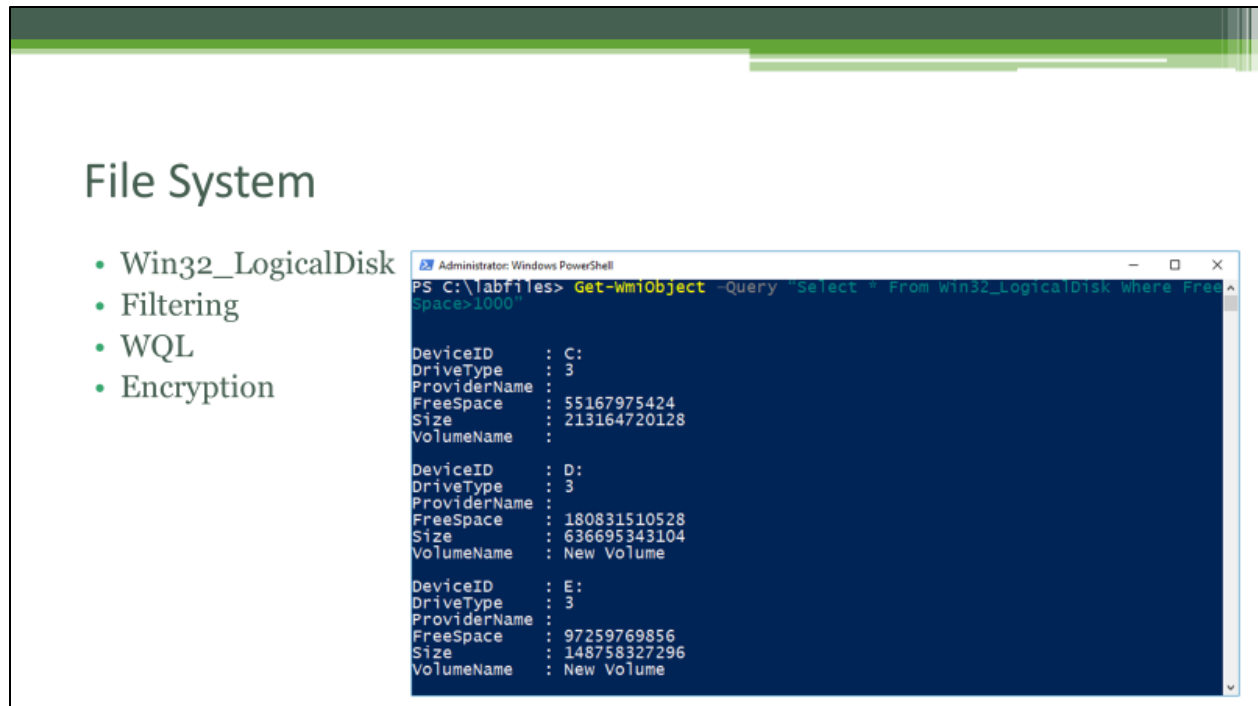 File System
• Win32_LogicalDisk
• Filtering
• WQL
• Encryption
Administrator: Windows PowerShell
PS C:\labfiles> Get-WmiObject -Query "Select * From Win32_LogicalDisk Where Free
Space>1000"
DeviceID      : C:
DriveType     : 3
ProviderName  :
FreeSpace     : 55167975424
Size          : 213164720128
VolumeName    :
DeviceID      : D:
DriveType     : 3
ProviderName  :
FreeSpace     : 180831510528
Size          : 636695343104
VolumeName    : New Volume
DeviceID      : E:
DriveType     : 3
ProviderName  :
FreeSpace     : 97259769856
Size          : 148758327296
VolumeName    : New Volume